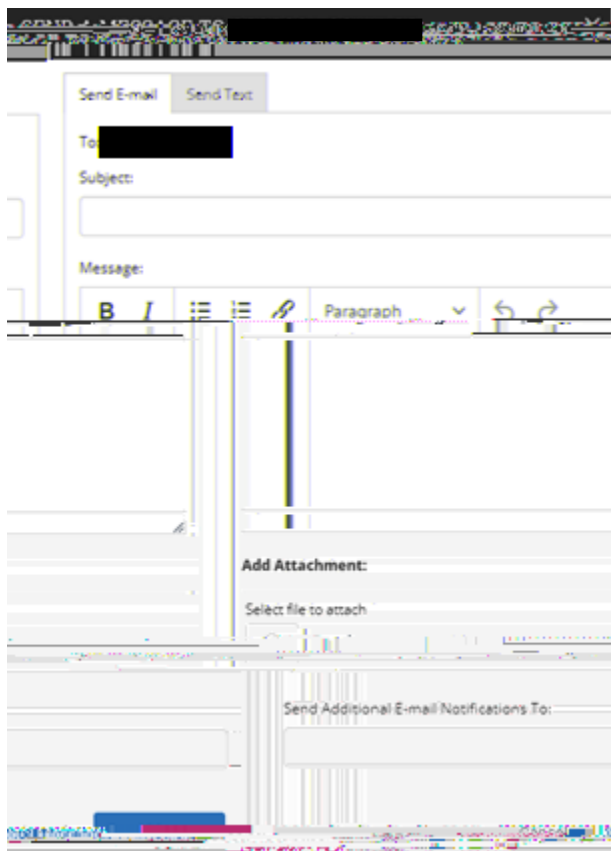 Send E-mail Send Text
To:
Subject:
Message:
B I Paragraph
Add Attachment:
Select file to attach
Send Additional E-mail Notifications To: